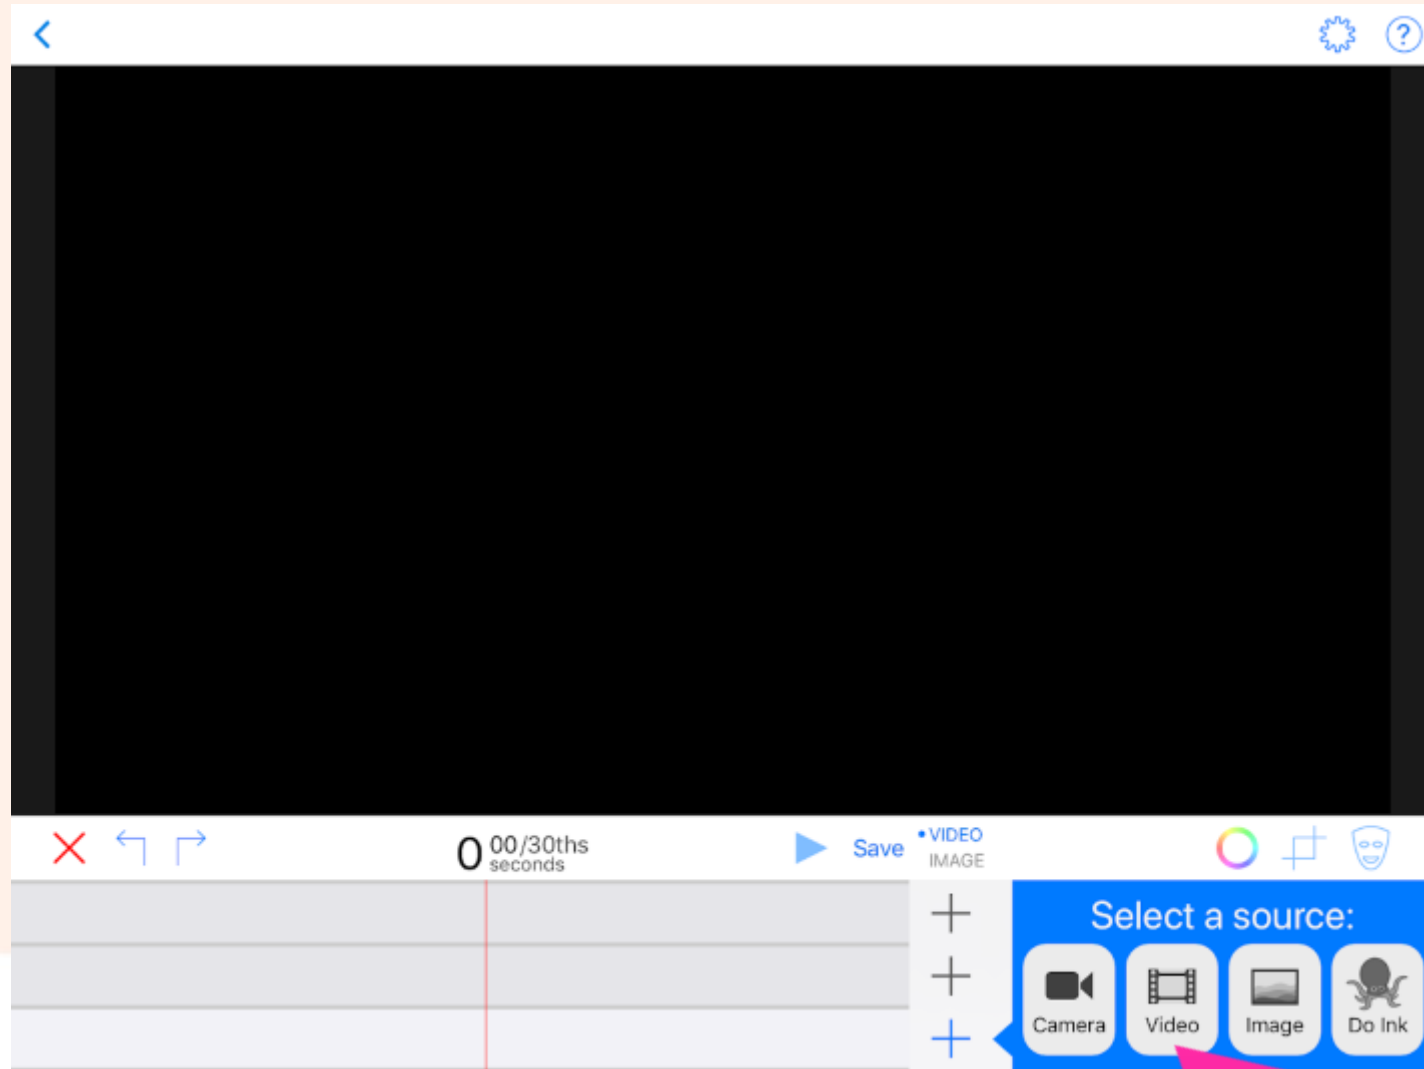 ?
0 00/30ths
seconds
Save
VIDEO
IMAGE
Select a source:
Camera
Video
Image
Do Ink